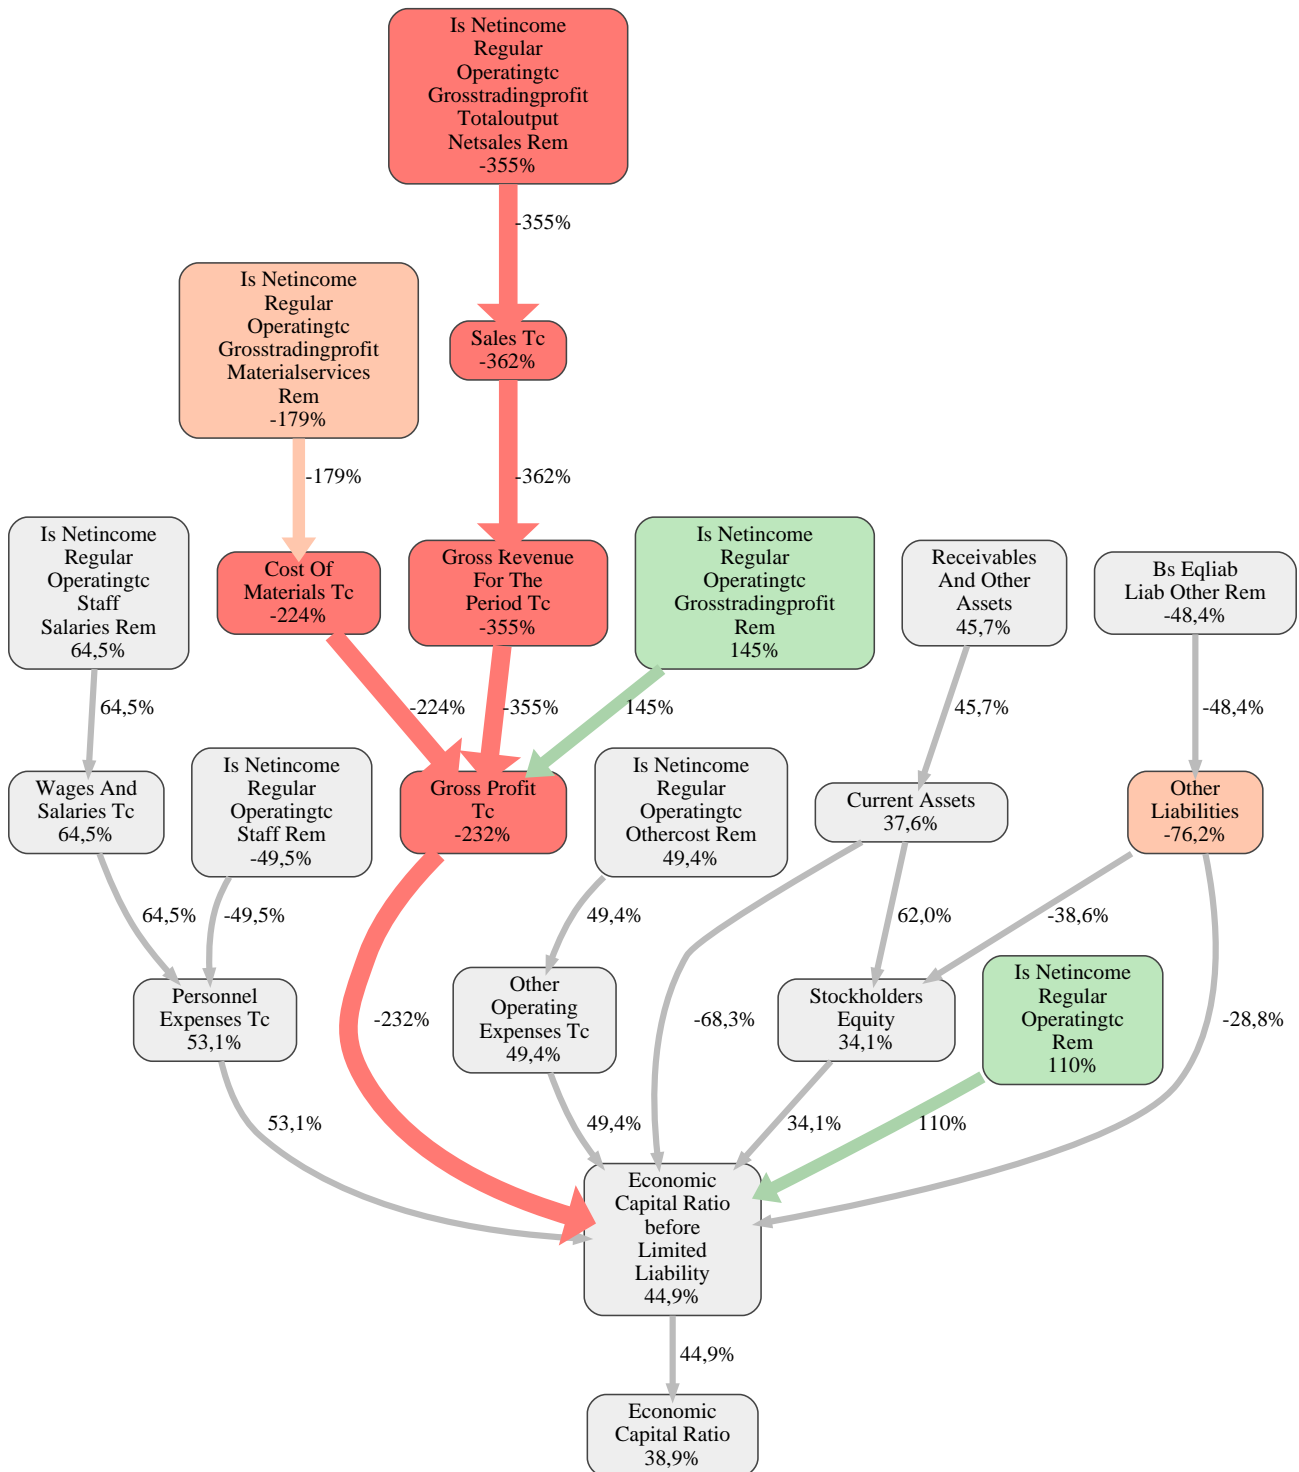 Is Netincome
Regular
Operatingtc
Grosstradingprofit
Totaloutput
Netsales Rem
-355%
-355%
Is Netincome
Regular
Operatingtc
Grosstradingprofit
Materialservices
Rem
-179%
Sales Tc
-362%
-179%
-362%
Is Netincome
Regular
Operatingtc
Staff
Salaries Rem
64,5%
Cost Of
Materials Tc
-224%
Gross Revenue
For The
Period Tc
-355%
Is Netincome
Regular
Operatingtc
Grosstradingprofit
Rem
145%
Receivables
And Other
Assets
45,7%
Bs Eqliab
Liab Other Rem
-48,4%
64,5%
-224%
-355%
145%
45,7%
-48,4%
Wages And
Salaries Tc
64,5%
Is Netincome
Regular
Operatingtc
Staff Rem
-49,5%
Gross Profit
Tc
-232%
Is Netincome
Regular
Operatingtc
Othercost Rem
49,4%
Current Assets
37,6%
Other
Liabilities
-76,2%
64,5%
-49,5%
49,4%
62,0%
-38,6%
Personnel
Expenses Tc
53,1%
-232%
Other
Operating
Expenses Tc
49,4%
-68,3%
Stockholders
Equity
34,1%
Is Netincome
Regular
Operatingtc
Rem
110%
-28,8%
53,1%
49,4%
34,1%
110%
Economic
Capital Ratio
before
Limited
Liability
44,9%
44,9%
Economic
Capital Ratio
38,9%